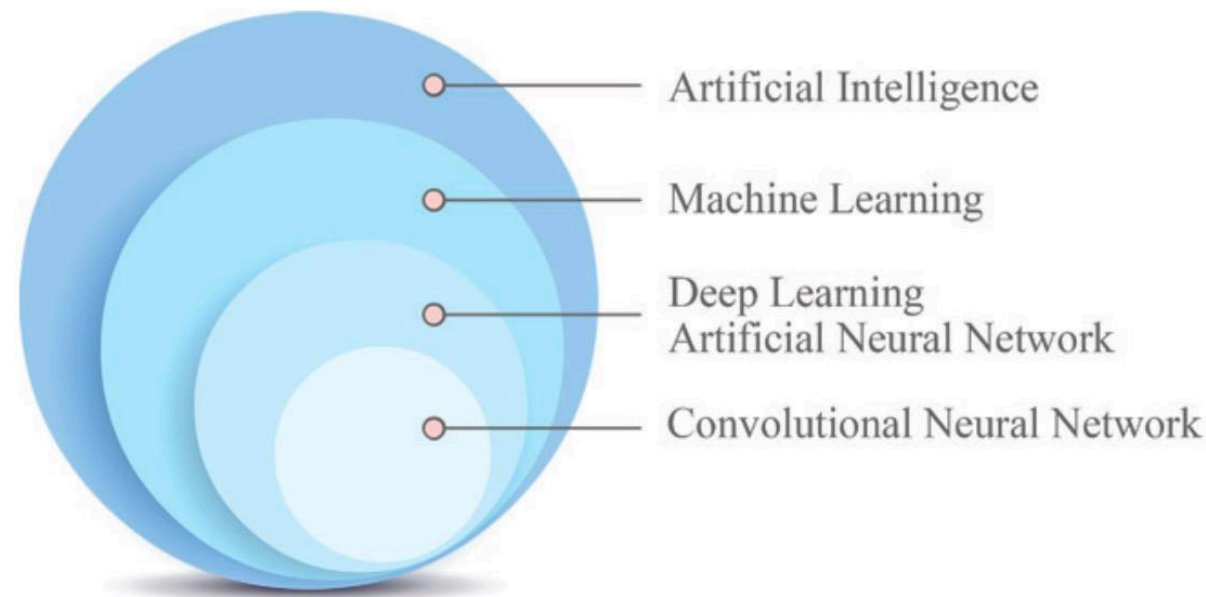 Artificial Intelligence
Machine Learning
Deep Learning
Artificial Neural Network
Convolutional Neural Network